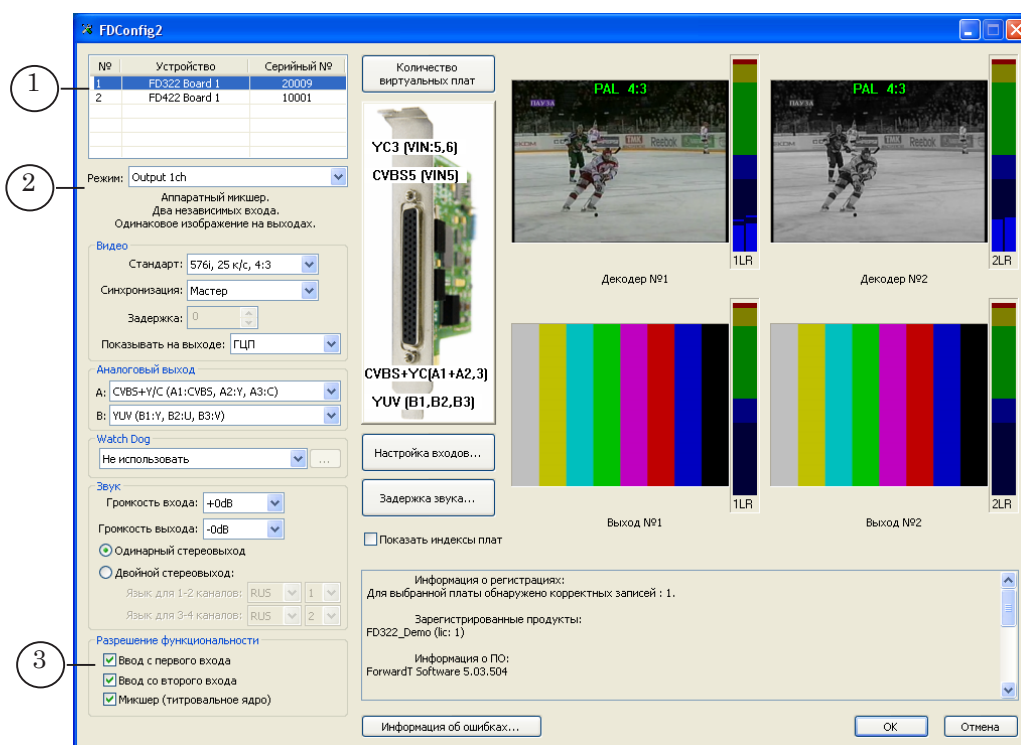 FDConfig2
1
№ Устройство Серийный №
1 FD322 Board 1 20009
2 FD422 Board 1 10001
2
Режим: Output 1ch
Аппаратный микшер.
Два независимых входа.
Одинаковое изображение на выходах.
Видео
Стандарт: 576i, 25 к/с, 4:3
Синхронизация: Мастер
Задержка: 0
Показывать на выходе: ГЦП
Аналоговый выход
A: CVBS+Y/C (A1:CVBS, A2:Y, A3:C)
B: YUV (B1:Y, B2:U, B3:V)
Watch Dog
Не использовать ...
Звук
Громкость входа: +0dB
Громкость выхода: -0dB
Одинарный стереовыход
Двойной стереовыход:
Язык для 1-2 каналов: RUS 1
Язык для 3-4 каналов: RUS 2
3
Разрешение функциональности
Ввод с первого входа
Ввод со второго входа
Микшер (титровальное ядро)
Количество
виртуальных плат
YC3 (VIN:5,6)
CVBS5 (VIN5)
CVBS+YC(A1+A2,3)
YUV (B1,B2,B3)
Настройка входов...
Задержка звука...
Показать индексы плат
PAL 4:3
ПАУЗА
ТМК Reebok
1LR
Декодер №1
PAL 4:3
ПАУЗА
ТМК Reebok
2LR
Декодер №2
1LR
Выход №1
2LR
Выход №2
Информация о регистрациях:
Для выбранной платы обнаружено корректных записей : 1.
Зарегистрированные продукты:
FD322_Demo (lic: 1)
Информация о ПО:
ForwardT Software 5.03.504
Информация об ошибках...
ОК
Отмена